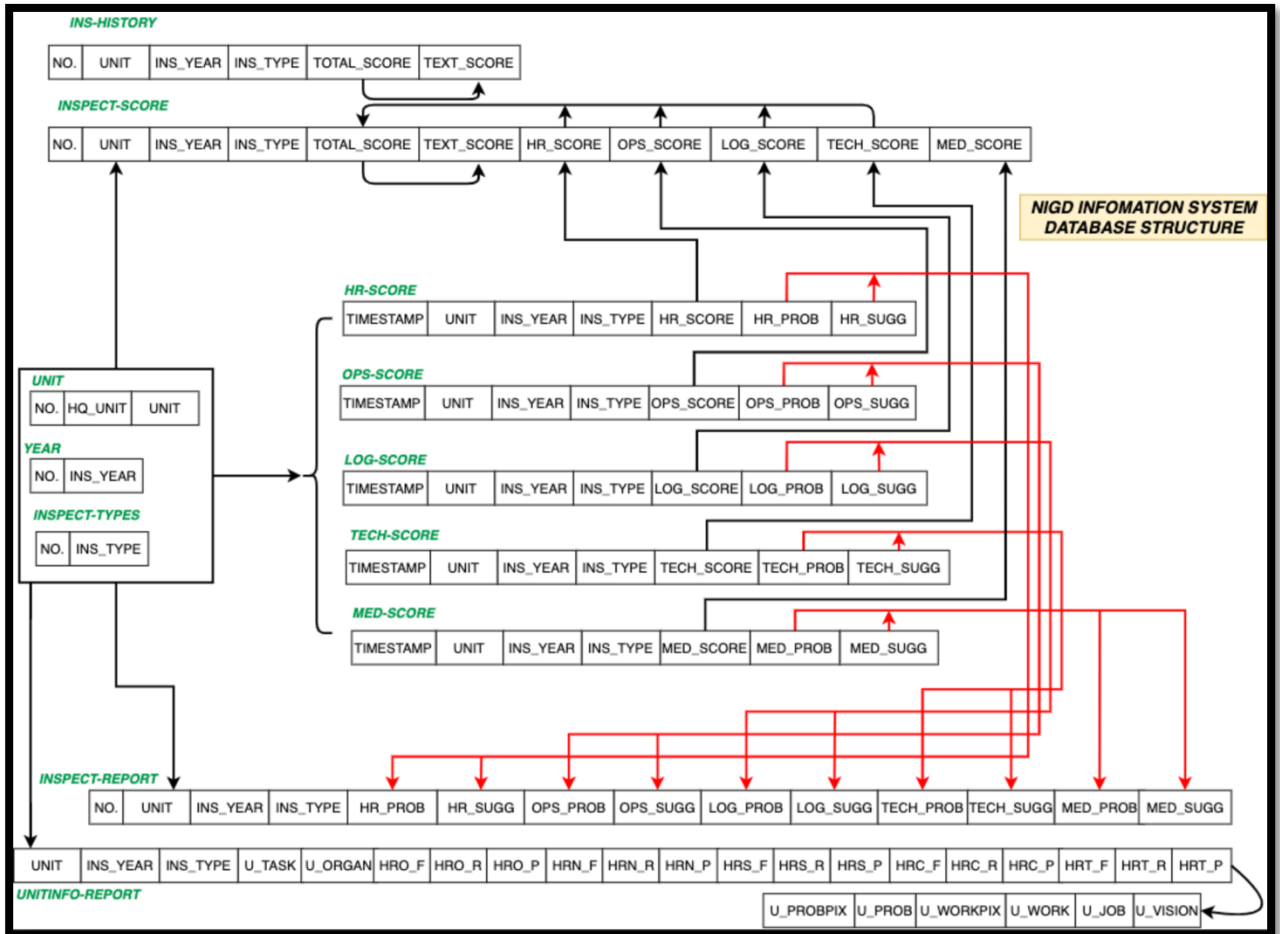 INS-HISTORY
NO. UNIT INS_YEAR INS_TYPE TOTAL_SCORE TEXT_SCORE
INSPECT-SCORE
NO. UNIT INS_YEAR INS_TYPE TOTAL_SCORE TEXT_SCORE HR_SCORE OPS_SCORE LOG_SCORE TECH_SCORE MED_SCORE
NIGD INFOMATION SYSTEM
DATABASE STRUCTURE
HR-SCORE
TIMESTAMP UNIT INS_YEAR INS_TYPE HR_SCORE HR_PROB HR_SUGG
OPS-SCORE
TIMESTAMP UNIT INS_YEAR INS_TYPE OPS_SCORE OPS_PROB OPS_SUGG
LOG-SCORE
TIMESTAMP UNIT INS_YEAR INS_TYPE LOG_SCORE LOG_PROB LOG_SUGG
TECH-SCORE
TIMESTAMP UNIT INS_YEAR INS_TYPE TECH_SCORE TECH_PROB TECH_SUGG
MED-SCORE
TIMESTAMP UNIT INS_YEAR INS_TYPE MED_SCORE MED_PROB MED_SUGG
UNIT
NO. HQ_UNIT UNIT
YEAR
NO. INS_YEAR
INSPECT-TYPES
NO. INS_TYPE
INSPECT-REPORT
NO. UNIT INS_YEAR INS_TYPE HR_PROB HR_SUGG OPS_PROB OPS_SUGG LOG_PROB LOG_SUGG TECH_PROB TECH_SUGG MED_PROB MED_SUGG
UNIT INS_YEAR INS_TYPE U_TASK U_ORGAN HRO_F HRO_R HRO_P HRN_F HRN_R HRN_P HRS_F HRS_R HRS_P HRC_F HRC_R HRC_P HRT_F HRT_R HRT_P
UNITINFO-REPORT
U_PROBPIX U_PROB U_WORKPIX U_WORK U_JOB U_VISION